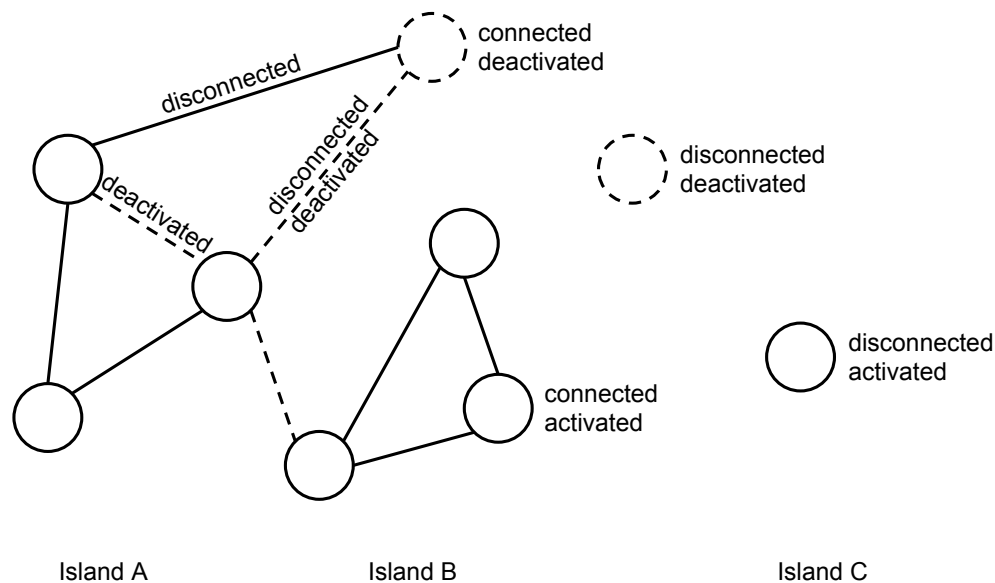 connected
deactivated
disconnected
disconnected
deactivated
deactivated
disconnected
deactivated
disconnected
activated
connected
activated
Island A
Island B
Island C